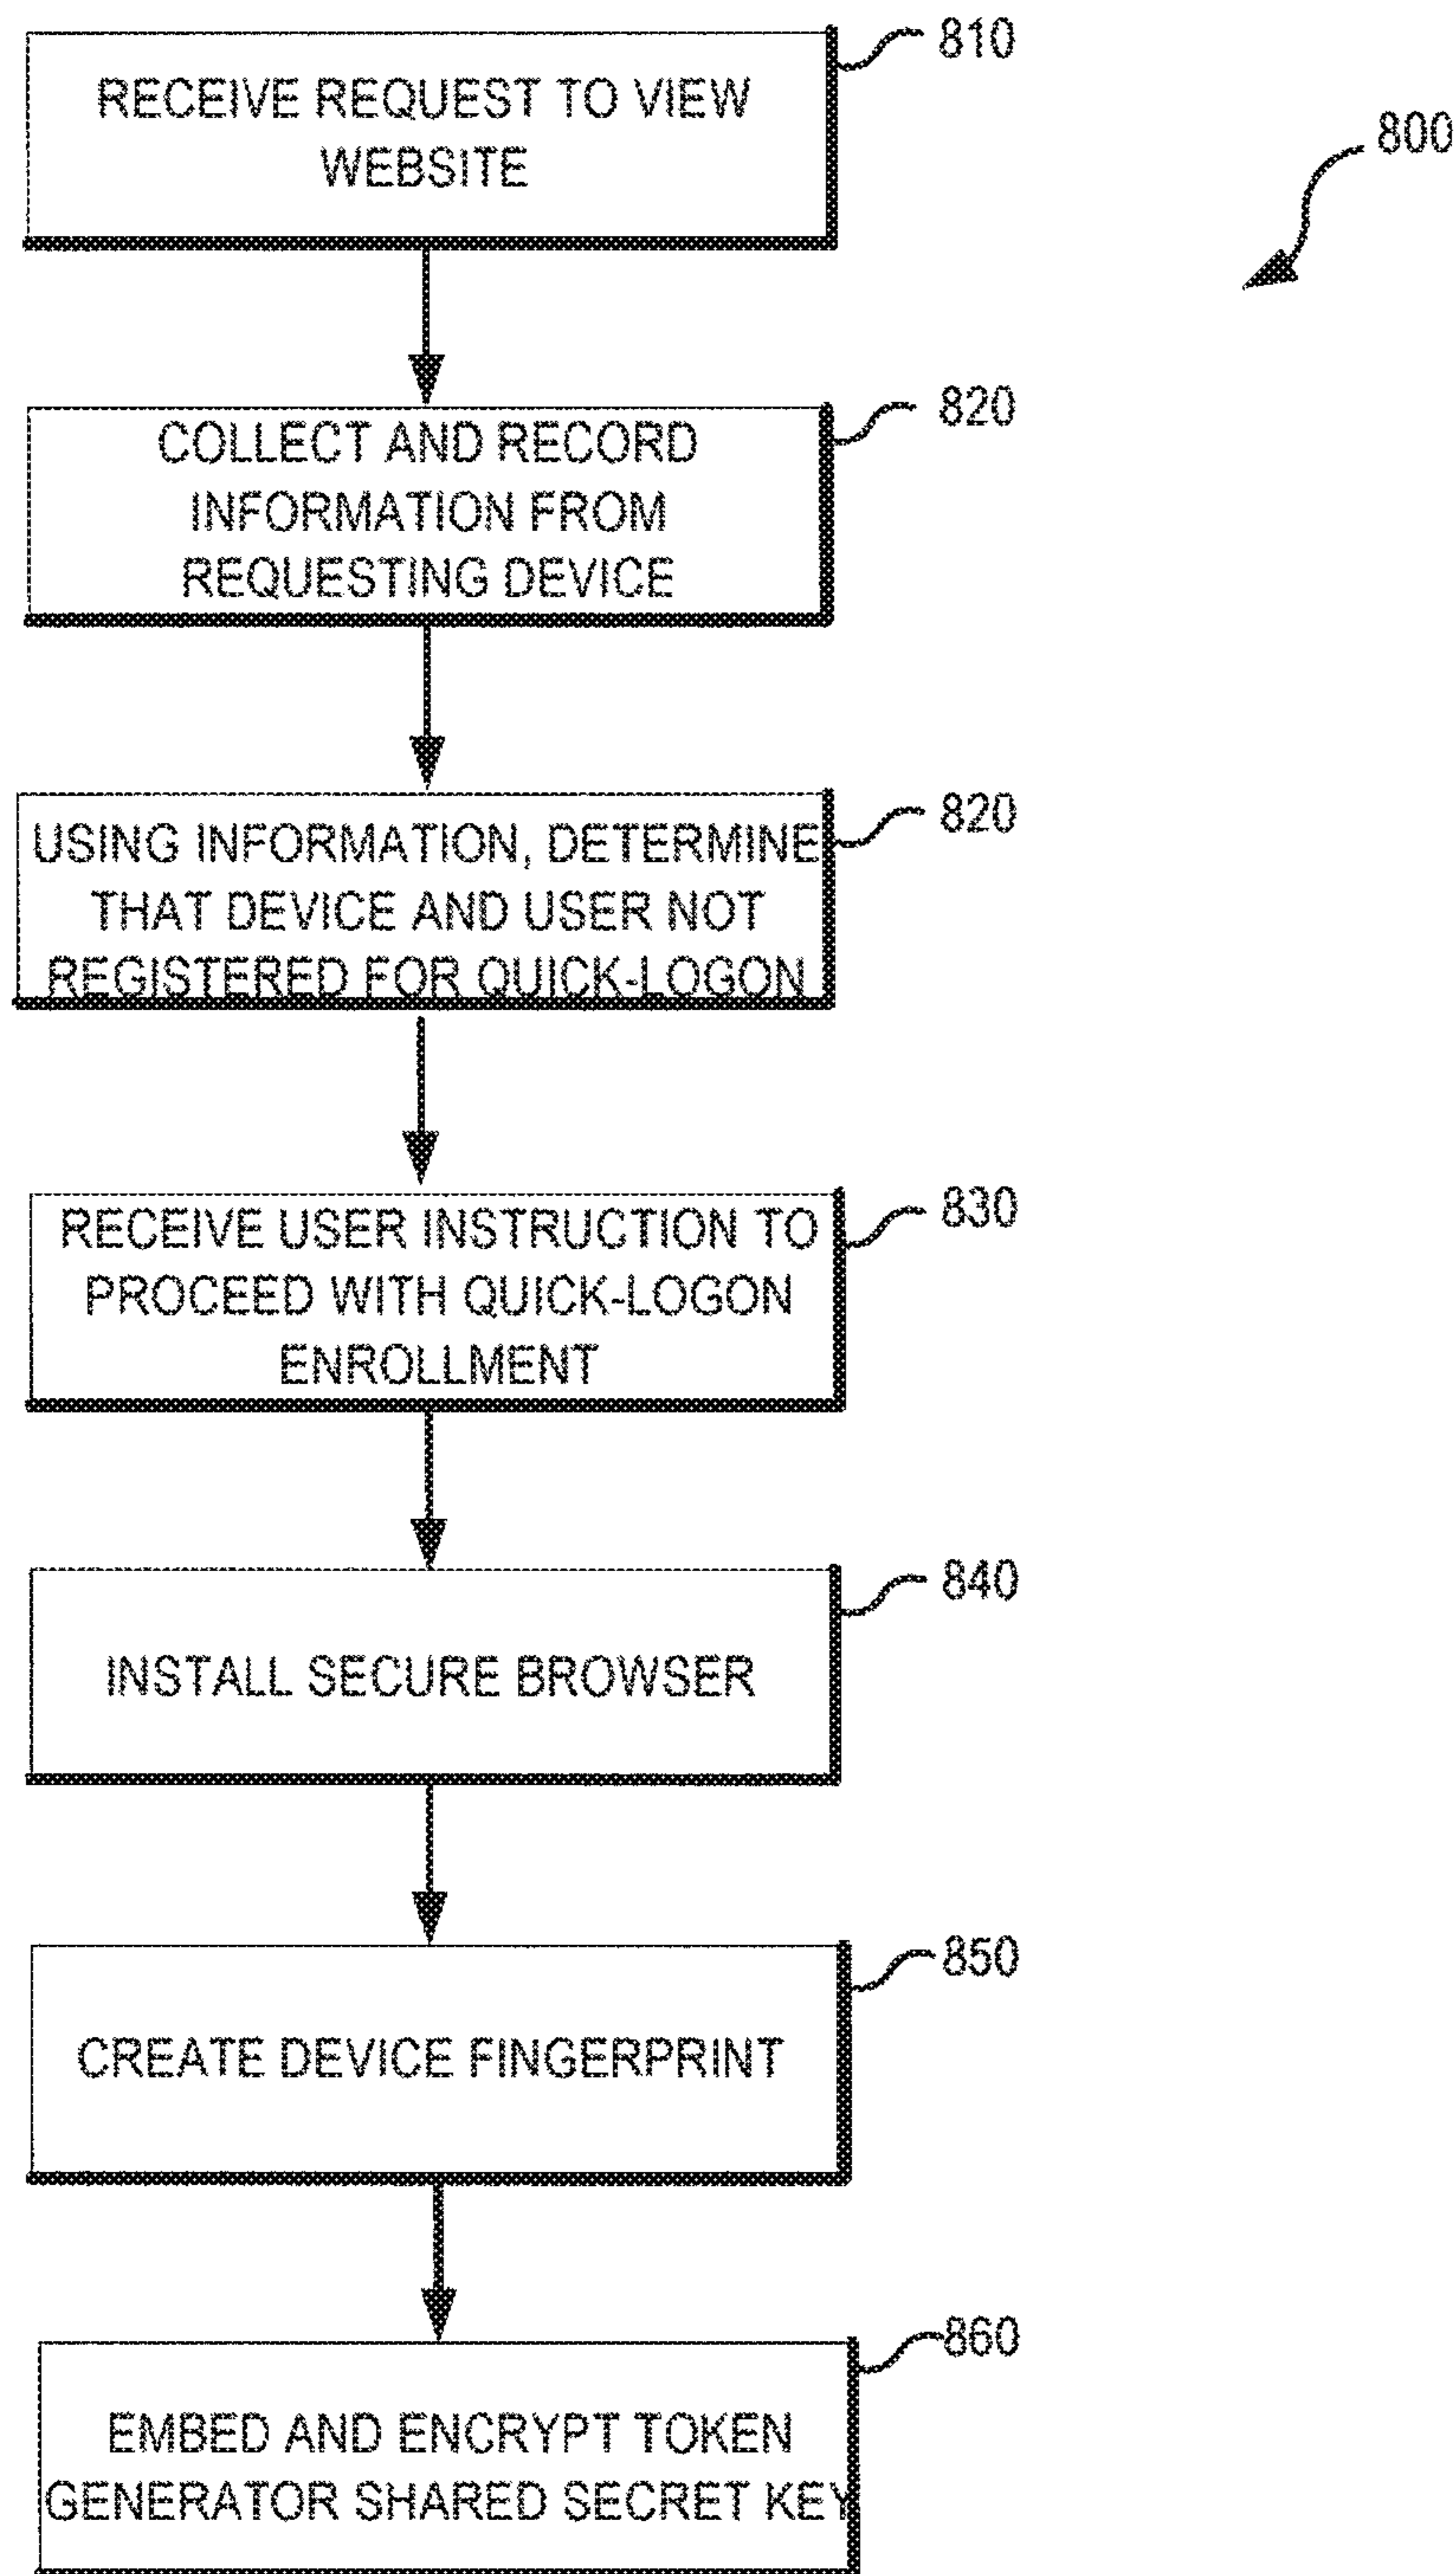 810
RECEIVE REQUEST TO VIEW
WEBSITE
800
820
COLLECT AND RECORD
INFORMATION FROM
REQUESTING DEVICE
820
USING INFORMATION, DETERMINE
THAT DEVICE AND USER NOT
REGISTERED FOR QUICK-LOGON
830
RECEIVE USER INSTRUCTION TO
PROCEED WITH QUICK-LOGON
ENROLLMENT
840
INSTALL SECURE BROWSER
850
CREATE DEVICE FINGERPRINT
860
EMBED AND ENCRYPT TOKEN
GENERATOR SHARED SECRET KEY